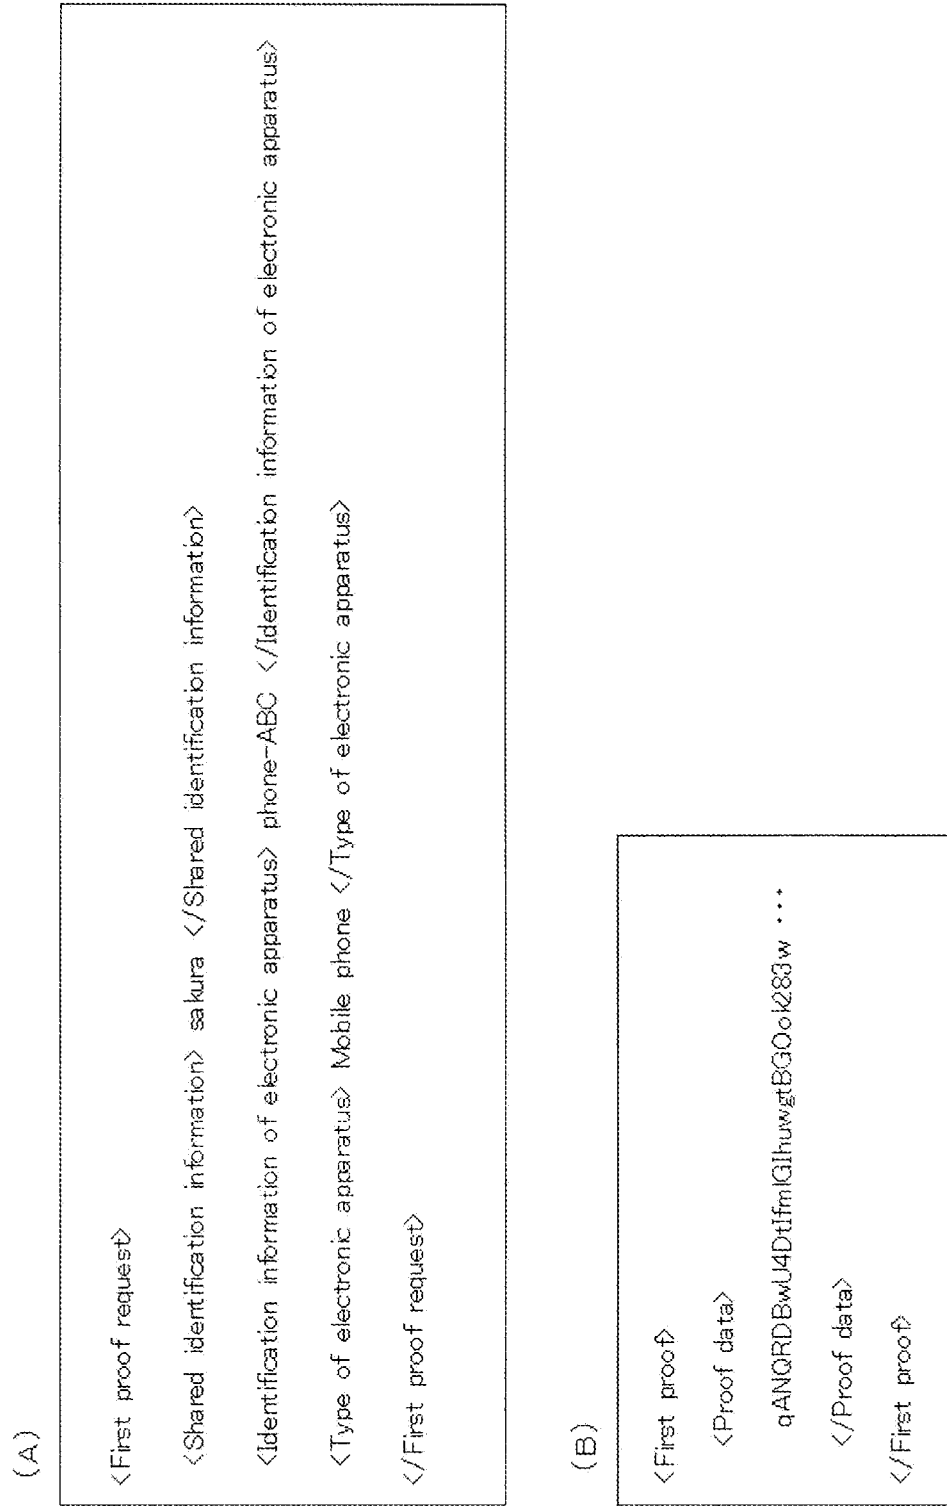 (A)
<First proof request>
<Shared identification information> sakura </Shared identification information>
<Identification information of electronic apparatus> phone-ABC </Identification information of electronic apparatus>
<Type of electronic apparatus> Mobile phone </Type of electronic apparatus>
</First proof request>
(B)
<First proof>
<Proof data>
qANQRDBwU4DtIfmIGIhuwgtBGOok283w •••
</Proof data>
</First proof>